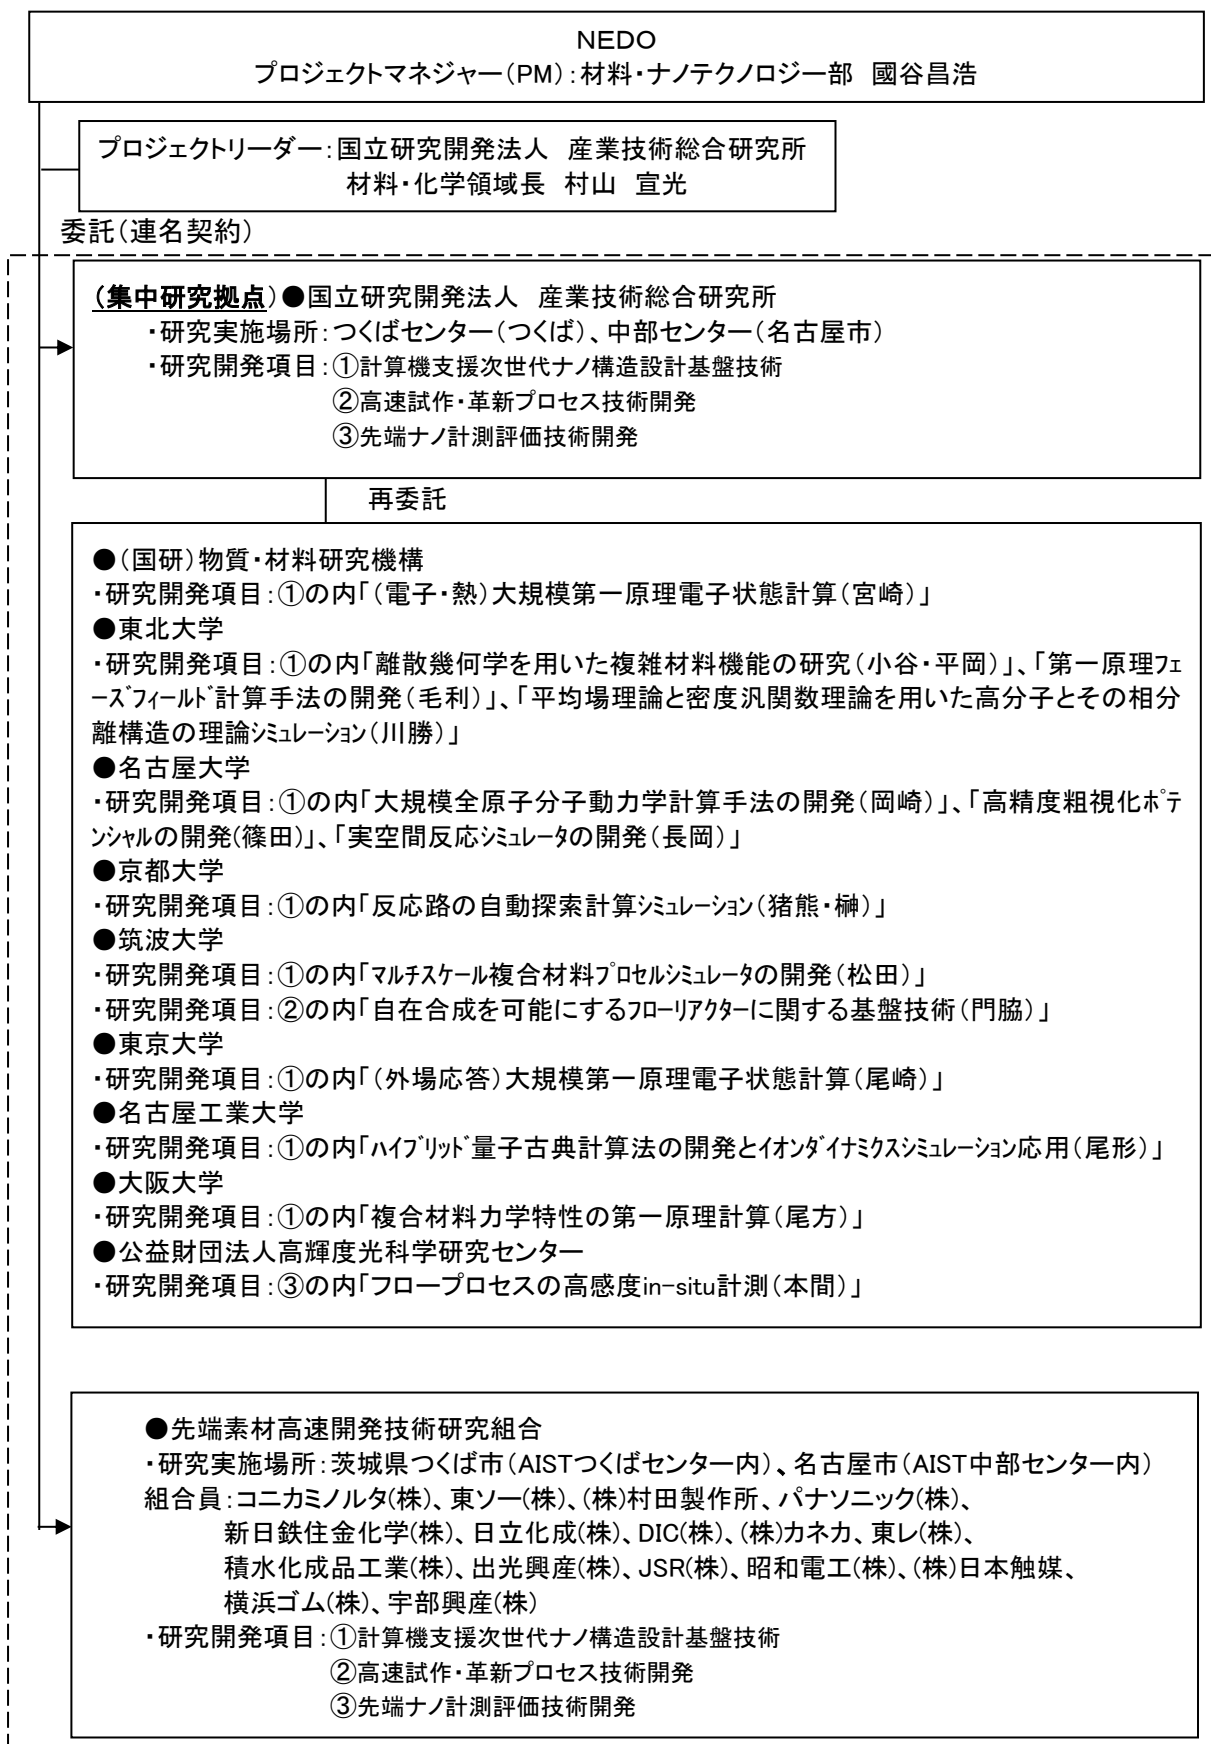 NEDO
プロジェクトマネジャー(PM):材料・ナノテクノロジー部　國谷昌浩
プロジェクトリーダー:国立研究開発法人　産業技術総合研究所
材料・化学領域長　村山　宣光
委託(連名契約)
(集中研究拠点)●国立研究開発法人　産業技術総合研究所
・研究実施場所:つくばセンター(つくば)、中部センター(名古屋市)
・研究開発項目:①計算機支援次世代ナノ構造設計基盤技術
②高速試作・革新プロセス技術開発
③先端ナノ計測評価技術開発
再委託
●(国研)物質・材料研究機構
・研究開発項目:①の内「(電子・熱)大規模第一原理電子状態計算(宮崎)」
●東北大学
・研究開発項目:①の内「離散幾何学を用いた複雑材料機能の研究(小谷・平岡)」、「第一原理フェ
ーズフィールド計算手法の開発(毛利)」、「平均場理論と密度汎関数理論を用いた高分子とその相分
離構造の理論シミュレーション(川勝)」
●名古屋大学
・研究開発項目:①の内「大規模全原子分子動力学計算手法の開発(岡崎)」、「高精度粗視化ポテ
ンシャルの開発(篠田)」、「実空間反応シミュレータの開発(長岡)」
●京都大学
・研究開発項目:①の内「反応路の自動探索計算シミュレーション(猪熊・榊)」
●筑波大学
・研究開発項目:①の内「マルチスケール複合材料プロセルシミュレータの開発(松田)」
・研究開発項目:②の内「自在合成を可能にするフローリアクターに関する基盤技術(門脇)」
●東京大学
・研究開発項目:①の内「(外場応答)大規模第一原理電子状態計算(尾崎)」
●名古屋工業大学
・研究開発項目:①の内「ハイブリッド量子古典計算法の開発とイオンダイナミクスシミュレーション応用(尾形)」
●大阪大学
・研究開発項目:①の内「複合材料力学特性の第一原理計算(尾方)」
●公益財団法人高輝度光科学研究センター
・研究開発項目:③の内「フロープロセスの高感度in-situ計測(本間)」
●先端素材高速開発技術研究組合
・研究実施場所:茨城県つくば市(AISTつくばセンター内)、名古屋市(AIST中部センター内)
組合員:コニカミノルタ(株)、東ソー(株)、(株)村田製作所、パナソニック(株)、
新日鉄住金化学(株)、日立化成(株)、DIC(株)、(株)カネカ、東レ(株)、
積水化成品工業(株)、出光興産(株)、JSR(株)、昭和電工(株)、(株)日本触媒、
横浜ゴム(株)、宇部興産(株)
・研究開発項目:①計算機支援次世代ナノ構造設計基盤技術
②高速試作・革新プロセス技術開発
③先端ナノ計測評価技術開発